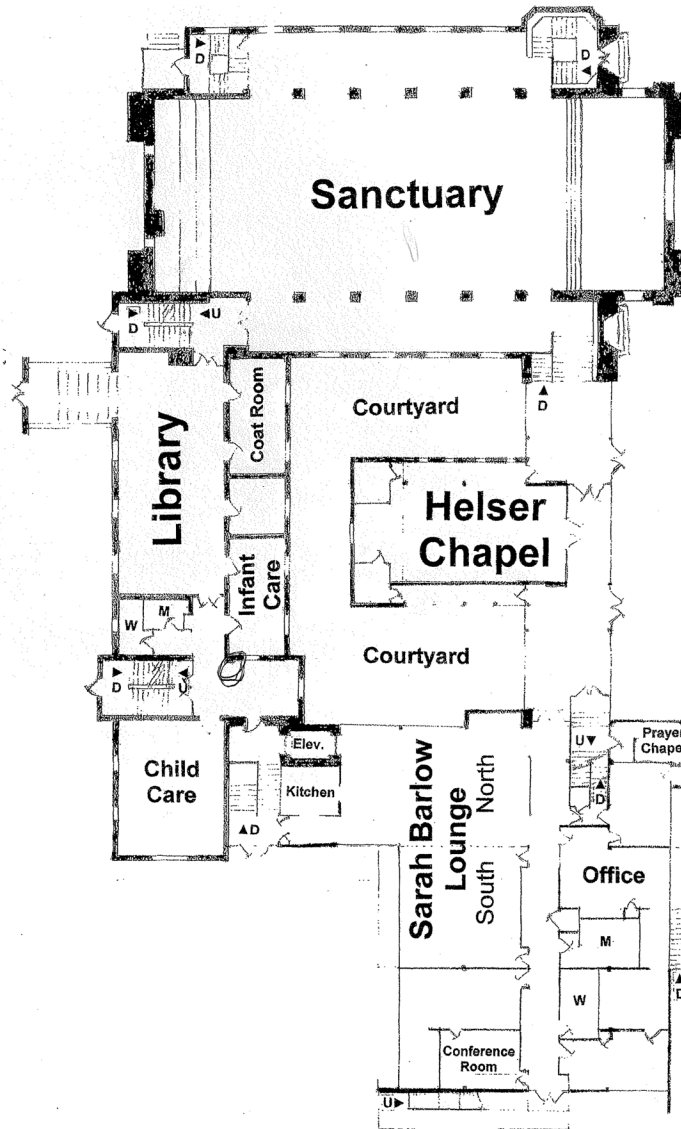 D
D
Sanctuary
D
U
Coat Room
Courtyard
D
Library
Helser
Chapel
Infant
Care
W
M
Courtyard
D
U
Elev.
Child
Care
Kitchen
D
Sarah Barlow
Lounge
South North
U
Prayer
Chape
D
Office
M
W
D
Conference
Room
U